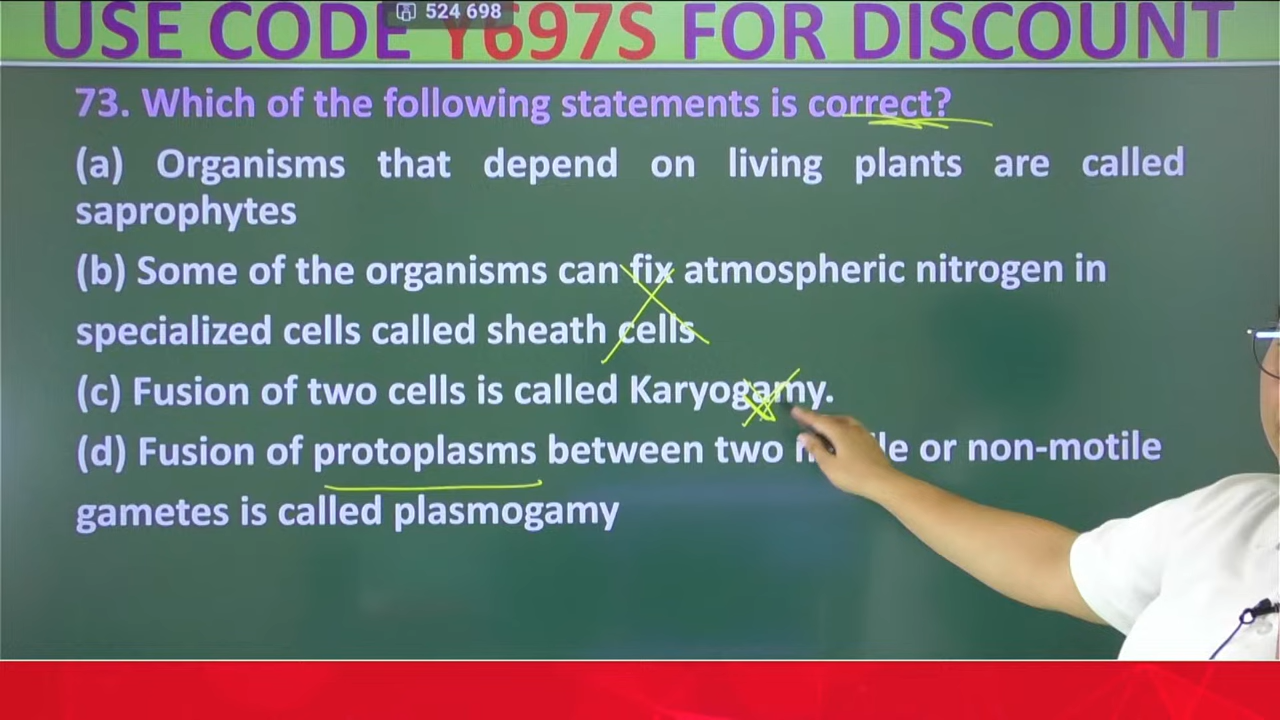 USE CODE Y697S FOR DISCOUNT
524 698
73. Which of the following statements is correct?
(a) Organisms that depend on living plants are called
saprophytes
(b) Some of the organisms can fix atmospheric nitrogen in
specialized cells called sheath cells
(c) Fusion of two cells is called Karyogamy.
(d) Fusion of protoplasms between two or non-motile
gametes is called plasmogamy